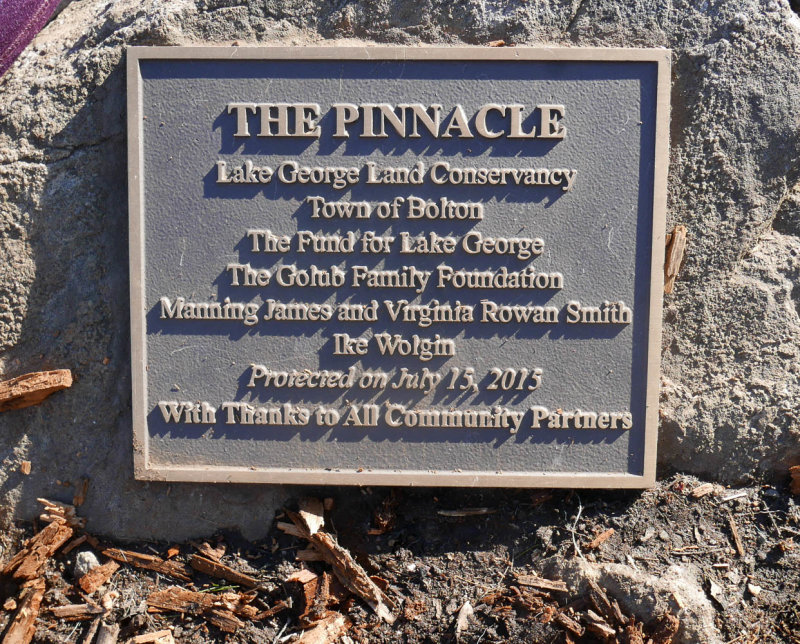 THE PINNACLE
Lake George Land Conservancy
Town of Bolton
The Fund for Lake George
The Golub Family Foundation
Manning James and Virginia Rowan Smith
Ike Wolgin
Protected on July 15, 2015
With Thanks to All Community Partners